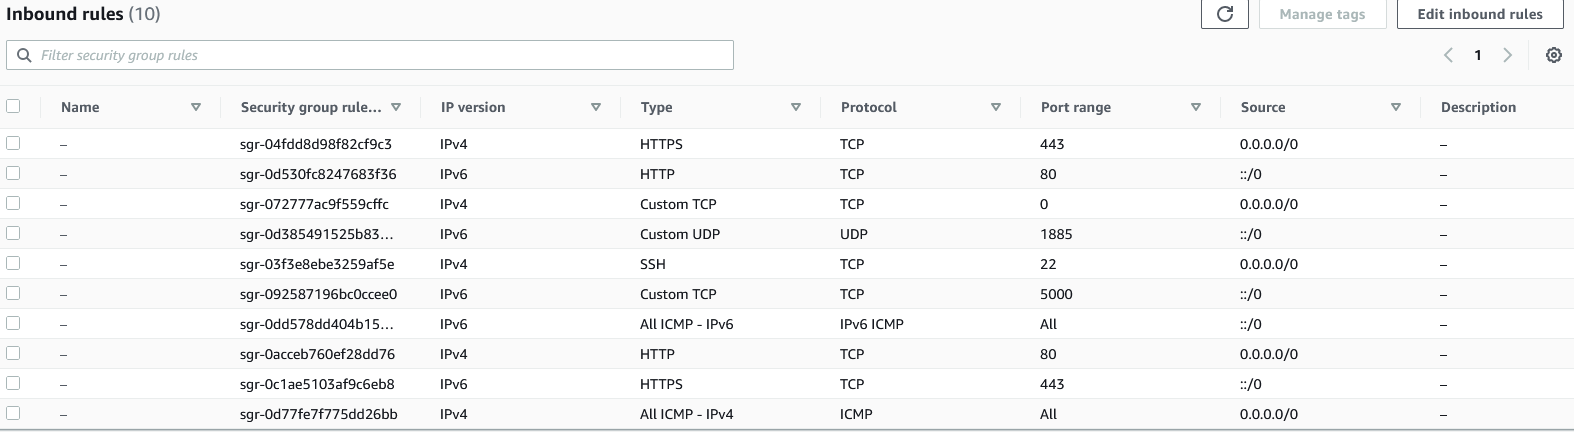 Inbound rules (10) Manage tags Edit inbound rules
Filter security group rules 1
Name Security group rule... IP version Type Protocol Port range Source Description
– sgr-04fdd8d98f82cf9c3 IPv4 HTTPS TCP 443 0.0.0.0/0 –
– sgr-0d530fc8247683f36 IPv6 HTTP TCP 80 ::/0 –
– sgr-072777ac9f559cffc IPv4 Custom TCP TCP 0 0.0.0.0/0 –
– sgr-0d385491525b83... IPv6 Custom UDP UDP 1885 ::/0 –
– sgr-03f3e8ebe3259af5e IPv4 SSH TCP 22 0.0.0.0/0 –
– sgr-092587196bc0ccee0 IPv6 Custom TCP TCP 5000 ::/0 –
– sgr-0dd578dd404b15... IPv6 All ICMP - IPv6 IPv6 ICMP All ::/0 –
– sgr-0acceb760ef28dd76 IPv4 HTTP TCP 80 0.0.0.0/0 –
– sgr-0c1ae5103af9c6eb8 IPv6 HTTPS TCP 443 ::/0 –
– sgr-0d77fe7f775dd26bb IPv4 All ICMP - IPv4 ICMP All 0.0.0.0/0 –